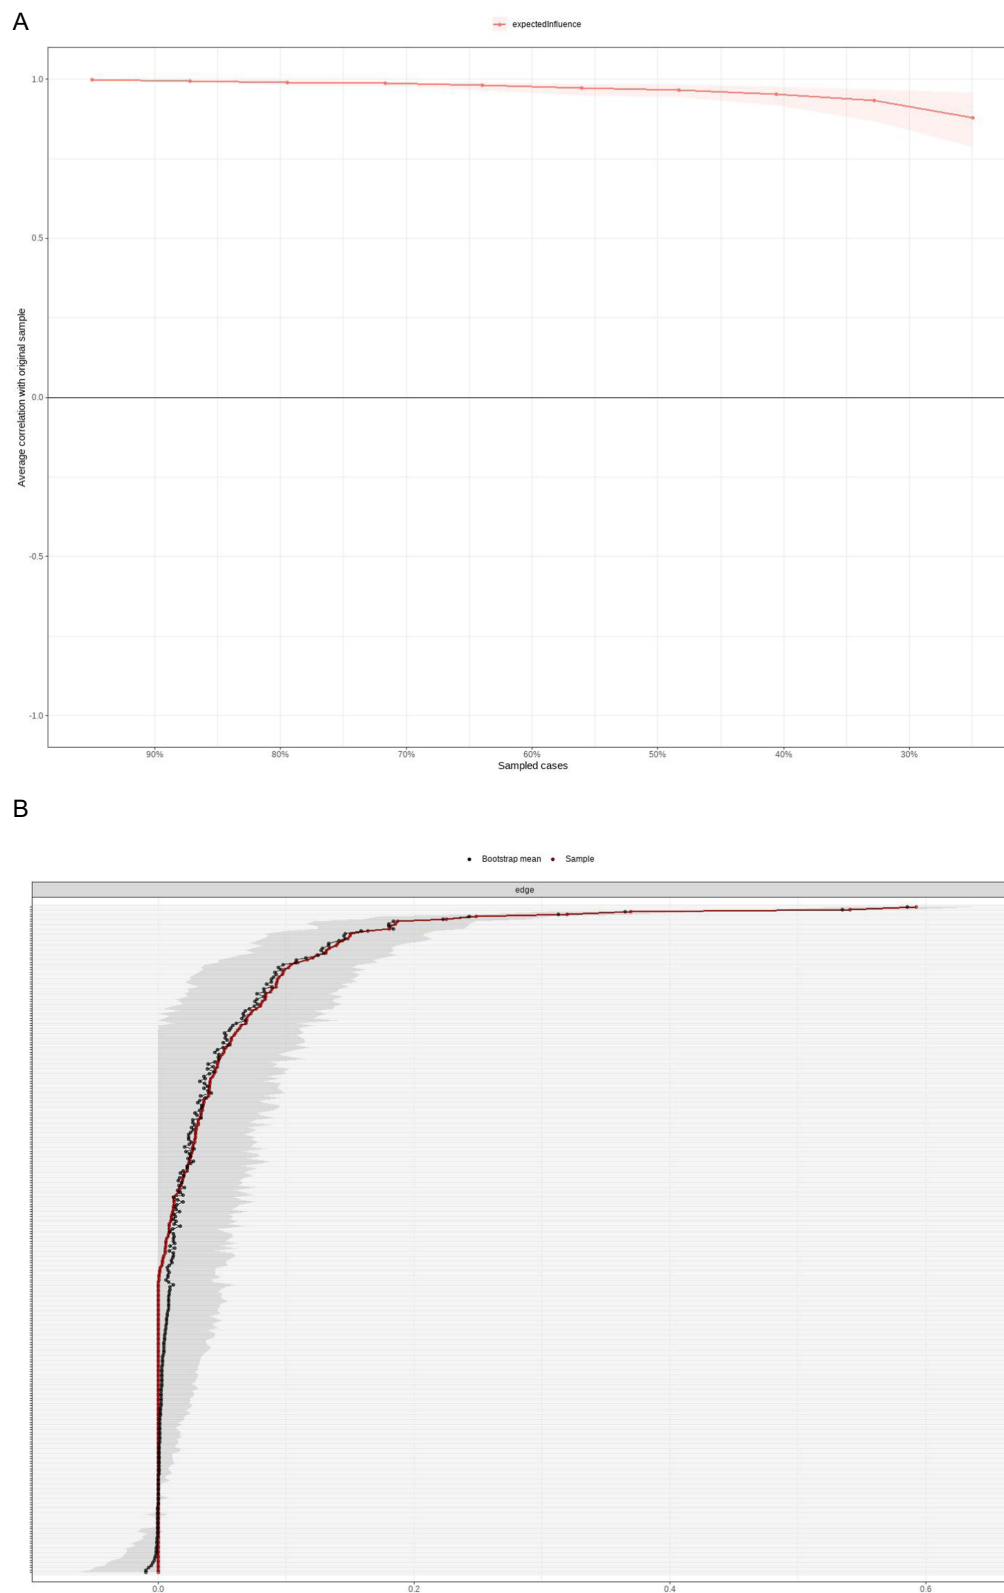 A
expectedInfluence
1.0
0.5
0.0
-0.5
-1.0
Average correlation with original sample
90% 80% 70% 60% 50% 40% 30%
Sampled cases
B
Bootstrap mean Sample
edge
0.0 0.2 0.4 0.6